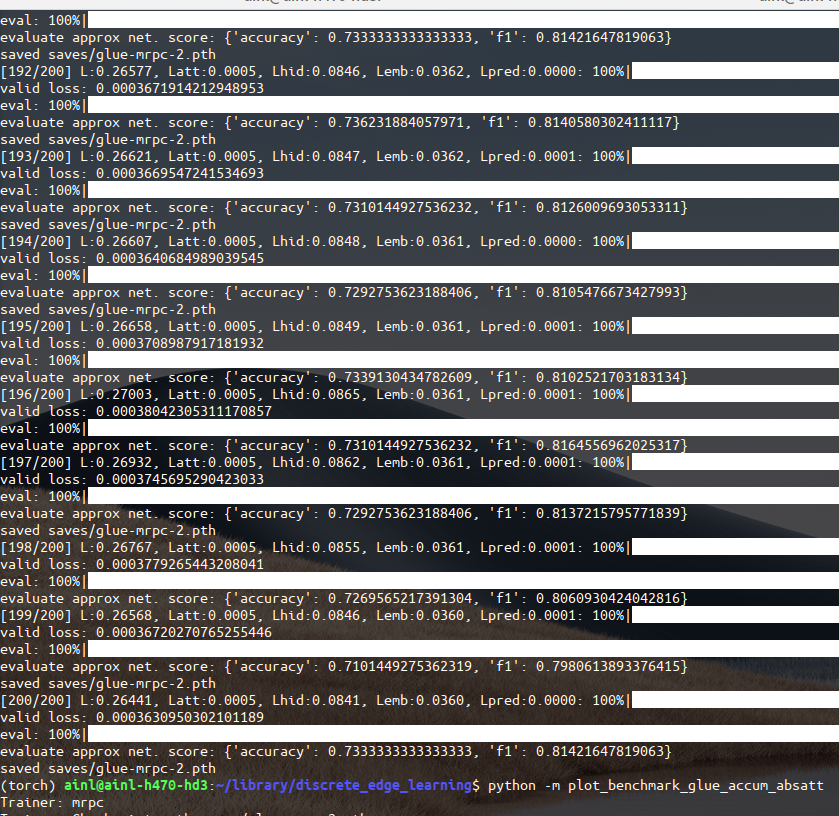 eval: 100%|
evaluate approx net. score: {'accuracy': 0.7333333333333333, 'f1': 0.81421647819063}
saved saves/glue-mrpc-2.pth
[192/200] L:0.26577, Latt:0.0005, Lhid:0.0846, Lemb:0.0362, Lpred:0.0000: 100%|
valid loss: 0.0003671914212948953
eval: 100%|
evaluate approx net. score: {'accuracy': 0.736231884057971, 'f1': 0.8140580302411117}
saved saves/glue-mrpc-2.pth
[193/200] L:0.26621, Latt:0.0005, Lhid:0.0847, Lemb:0.0362, Lpred:0.0001: 100%|
valid loss: 0.0003669547241534693
eval: 100%|
evaluate approx net. score: {'accuracy': 0.7310144927536232, 'f1': 0.8126009693053311}
saved saves/glue-mrpc-2.pth
[194/200] L:0.26607, Latt:0.0005, Lhid:0.0848, Lemb:0.0361, Lpred:0.0000: 100%|
valid loss: 0.0003640684989039545
eval: 100%|
evaluate approx net. score: {'accuracy': 0.7292753623188406, 'f1': 0.8105476673427993}
saved saves/glue-mrpc-2.pth
[195/200] L:0.26658, Latt:0.0005, Lhid:0.0849, Lemb:0.0361, Lpred:0.0001: 100%|
valid loss: 0.0003708987917181932
eval: 100%|
evaluate approx net. score: {'accuracy': 0.7339130434782609, 'f1': 0.8102521703183134}
[196/200] L:0.27003, Latt:0.0005, Lhid:0.0865, Lemb:0.0361, Lpred:0.0001: 100%|
valid loss: 0.00038042305311170857
eval: 100%|
evaluate approx net. score: {'accuracy': 0.7310144927536232, 'f1': 0.8164556962025317}
[197/200] L:0.26932, Latt:0.0005, Lhid:0.0862, Lemb:0.0361, Lpred:0.0001: 100%|
valid loss: 0.0003745695290423033
eval: 100%|
evaluate approx net. score: {'accuracy': 0.7292753623188406, 'f1': 0.8137215795771839}
saved saves/glue-mrpc-2.pth
[198/200] L:0.26767, Latt:0.0005, Lhid:0.0855, Lemb:0.0361, Lpred:0.0001: 100%|
valid loss: 0.0003779265443208041
eval: 100%|
evaluate approx net. score: {'accuracy': 0.7269565217391304, 'f1': 0.8060930424042816}
[199/200] L:0.26568, Latt:0.0005, Lhid:0.0846, Lemb:0.0360, Lpred:0.0001: 100%|
valid loss: 0.00036720270765255446
eval: 100%|
evaluate approx net. score: {'accuracy': 0.7101449275362319, 'f1': 0.7980613893376415}
saved saves/glue-mrpc-2.pth
[200/200] L:0.26441, Latt:0.0005, Lhid:0.0841, Lemb:0.0360, Lpred:0.0000: 100%|
valid loss: 0.0003630950302101189
eval: 100%|
evaluate approx net. score: {'accuracy': 0.7333333333333333, 'f1': 0.81421647819063}
saved saves/glue-mrpc-2.pth
(torch) ainl@ainl-h470-hd3:~/library/discrete_edge_learning$ python -m plot_benchmark_glue_accum_absatt
Trainer: mrpc